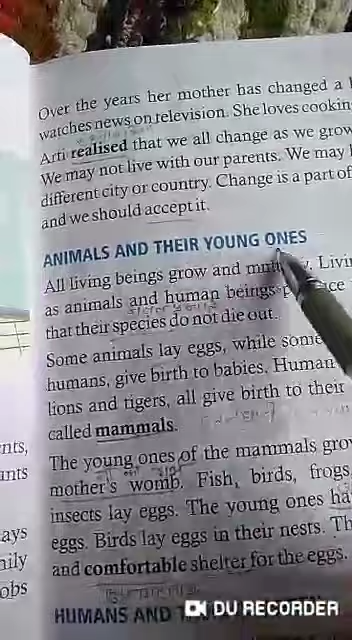 Over the years her mother has changed a
watches news on television. She loves cookin
Arti realised that we all change as we grow
We may not live with our parents. We may
different city or country. Change is a part of
and we should accept it.
ANIMALS AND THEIR YOUNG ONES
All living beings grow and Livi
as animals and human beings
that their species do not die out.
Some animals lay eggs, while some
humans, give birth to babies. Human
lions and tigers, all give birth to their
called mammals.
The young ones of the mammals grow
mother's womb. Fish, birds, frogs
insects lay eggs. The young ones ha
eggs. Birds lay eggs in their nests. Th
and comfortable shelter for the eggs.
HUMANS AND
nts,
ants
ays
mily
obs
DU RECORDER